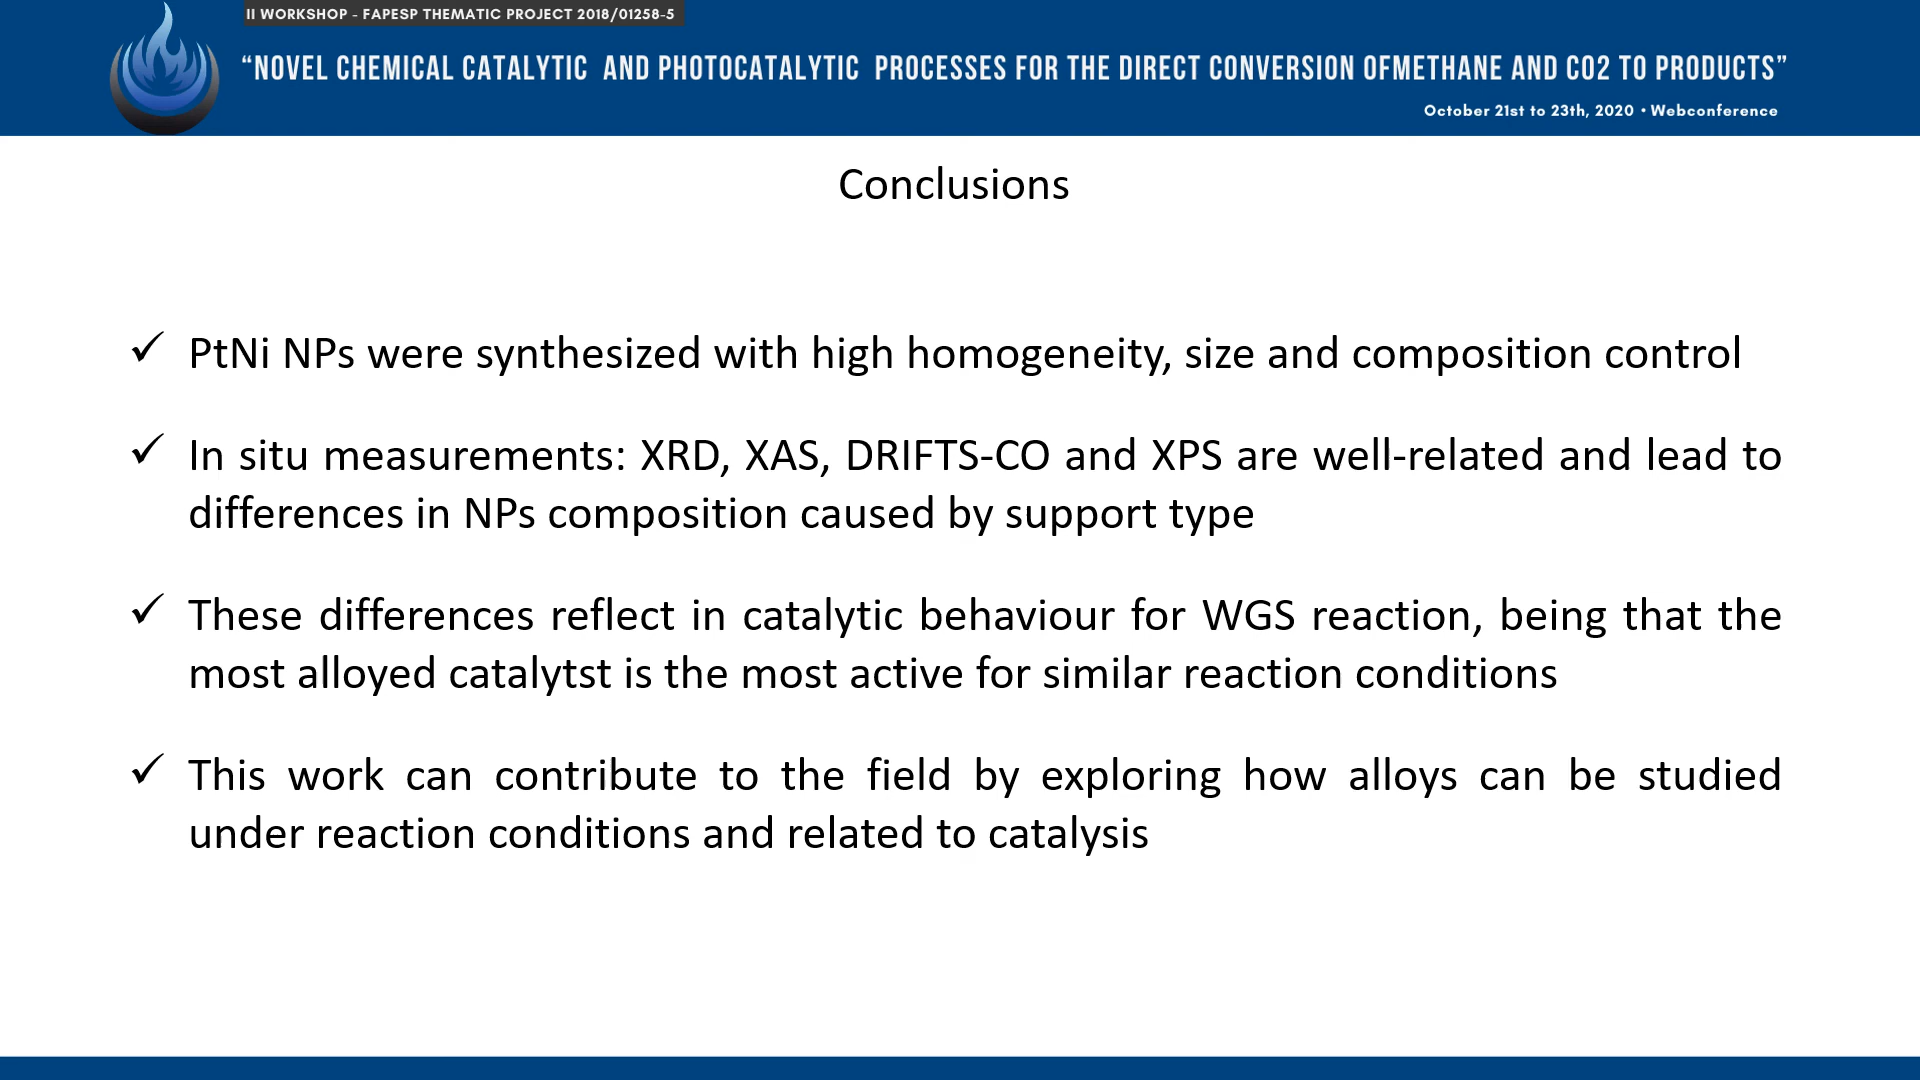 II WORKSHOP - FAPESP THEMATIC PROJECT 2018/01258-5
“NOVEL CHEMICAL CATALYTIC AND PHOTOCATALYTIC PROCESSES FOR THE DIRECT CONVERSION OFMETHANE AND CO2 TO PRODUCTS”
October 21st to 23th, 2020 • Webconference
Conclusions
✓ PtNi NPs were synthesized with high homogeneity, size and composition control
✓ In situ measurements: XRD, XAS, DRIFTS-CO and XPS are well-related and lead to
differences in NPs composition caused by support type
✓ These differences reflect in catalytic behaviour for WGS reaction, being that the
most alloyed catalytst is the most active for similar reaction conditions
✓ This work can contribute to the field by exploring how alloys can be studied
under reaction conditions and related to catalysis